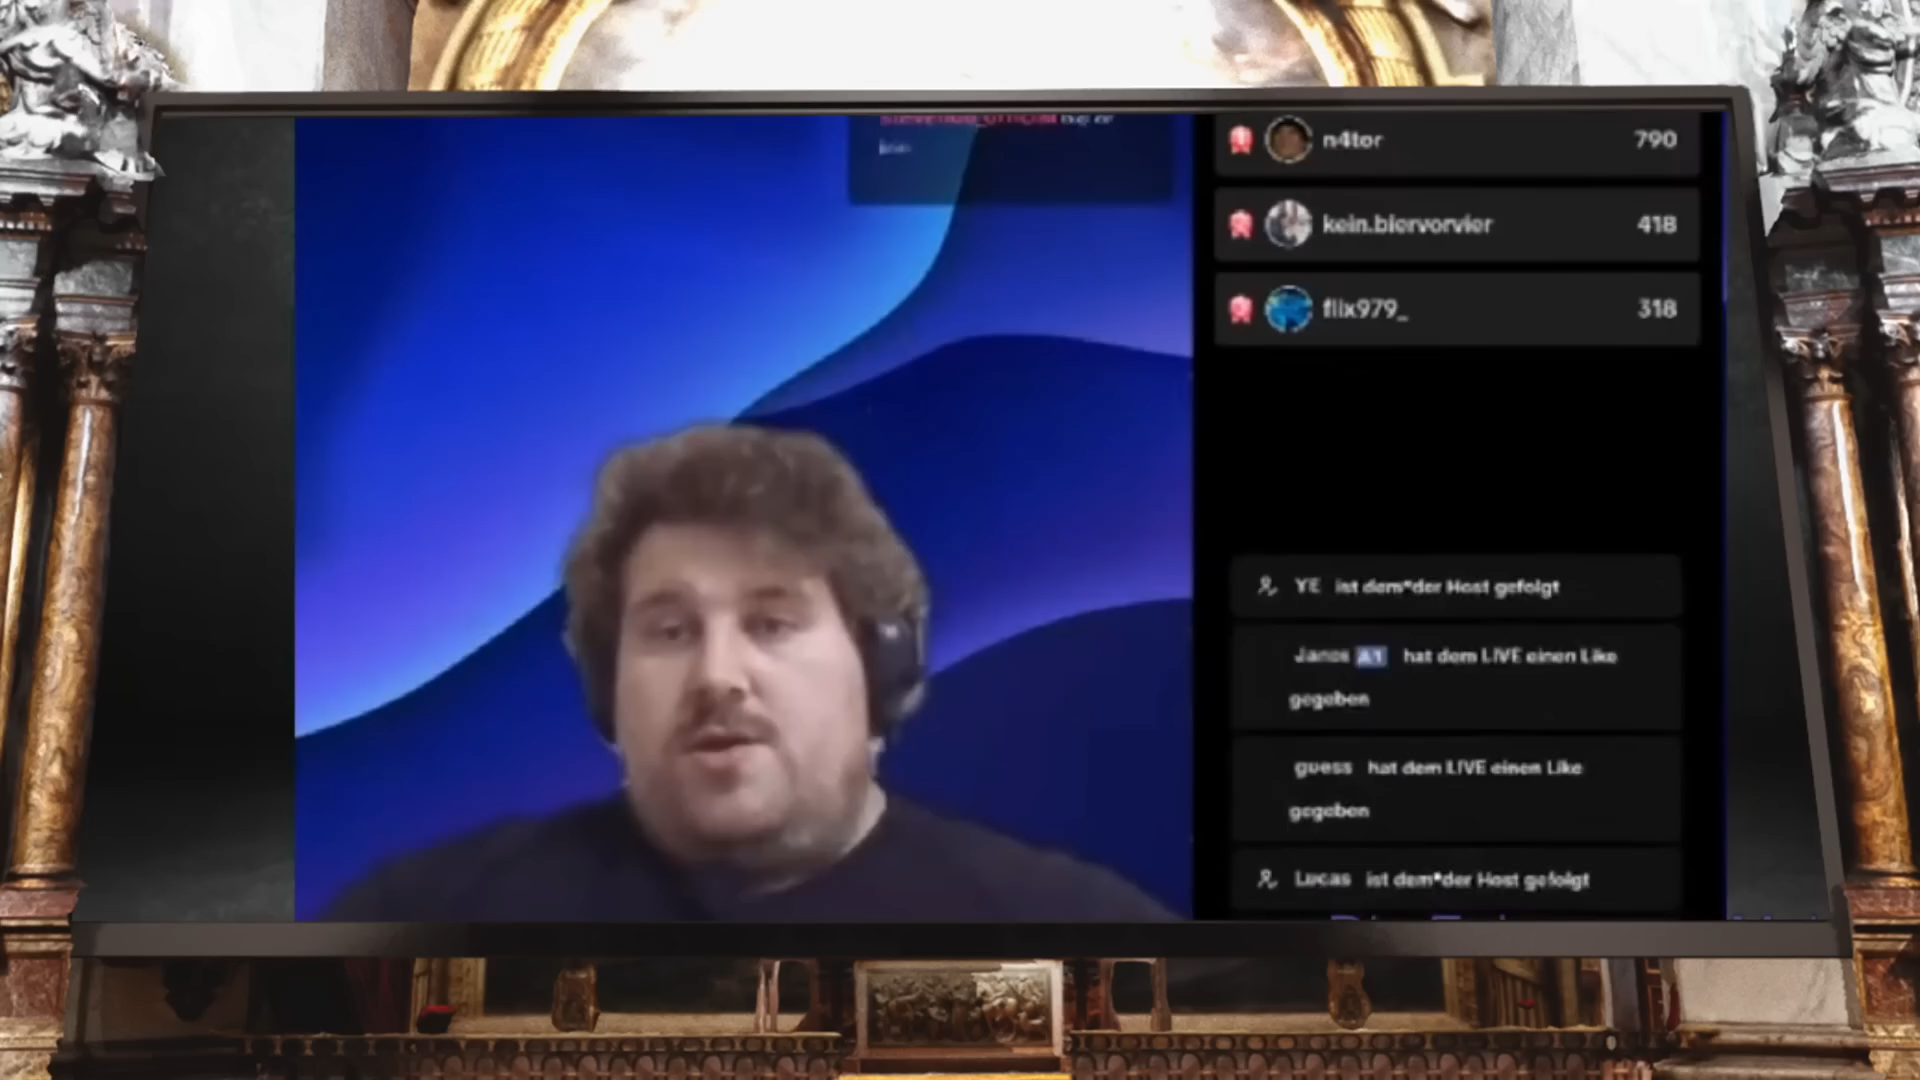 n4tor 790
kein.biervorvier 418
flix979_ 318
YE ist dem*der Host gefolgt
Janos A1 hat dem LIVE einen Like
gegeben
guess hat dem LIVE einen Like
gegeben
Lucas ist dem*der Host gefolgt